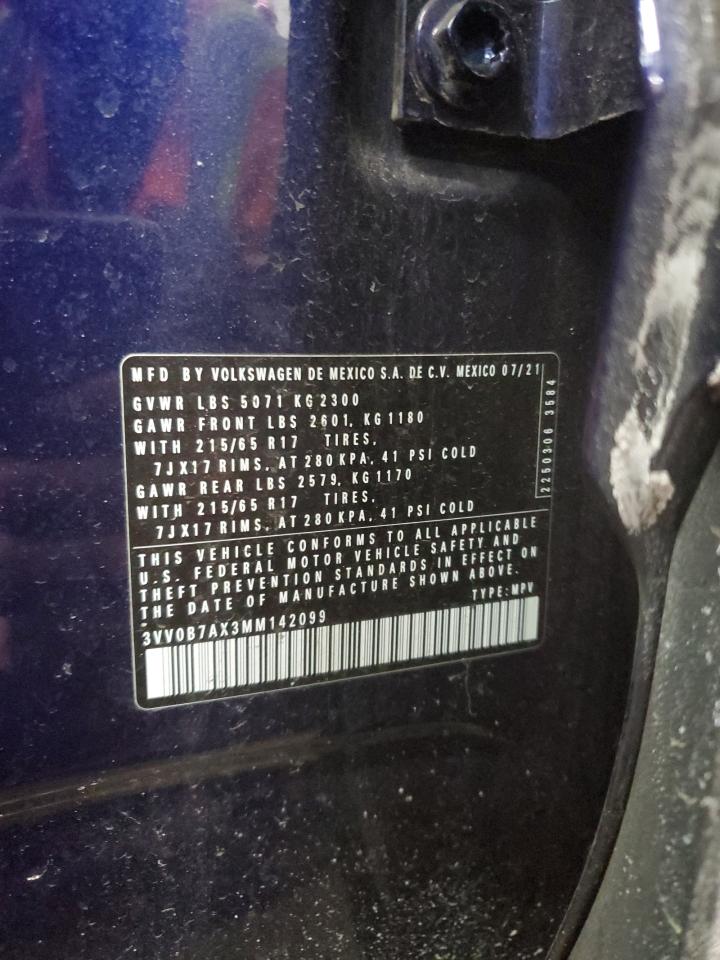 MFD BY VOLKSWAGEN DE MEXICO S.A. DE C.V. MEXICO 07/21
GVWR LBS 5071 KG 2300
GAWR FRONT LBS 2601, KG 1180
WITH 215/65 R17 TIRES,
7JX17 RIMS, AT 280 KPA, 41 PSI COLD
GAWR REAR LBS 2579, KG 1170
WITH 215/65 R17 TIRES,
7JX17 RIMS, AT 280 KPA, 41 PSI COLD
2250306 3584
THIS VEHICLE CONFORMS TO ALL APPLICABLE
U.S. FEDERAL MOTOR VEHICLE SAFETY AND
THEFT PREVENTION STANDARDS IN EFFECT ON
THE DATE OF MANUFACTURE SHOWN ABOVE.
TYPE: MPV
3VV0B7AX3MM142099